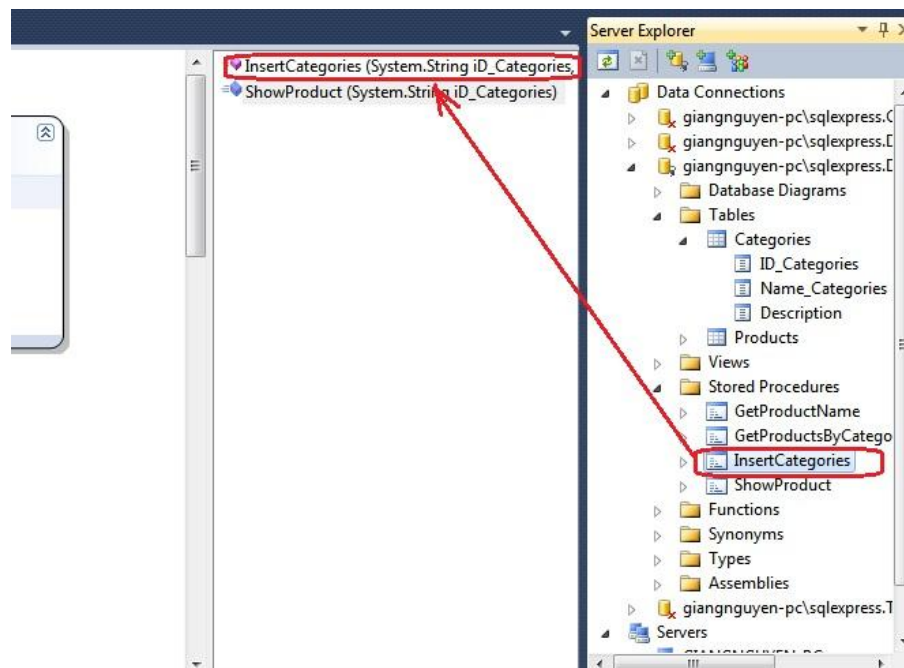 InsertCategories (System.String iD_Categories,
ShowProduct (System.String iD_Categories)
Server Explorer
Data Connections
giangnguyen-pc\sqlexpress.
giangnguyen-pc\sqlexpress.
giangnguyen-pc\sqlexpress.
Database Diagrams
Tables
Categories
ID_Categories
Name_Categories
Description
Products
Views
Stored Procedures
GetProductName
GetProductsByCatego
InsertCategories
ShowProduct
Functions
Synonyms
Types
Assemblies
giangnguyen-pc\sqlexpress.T
Servers